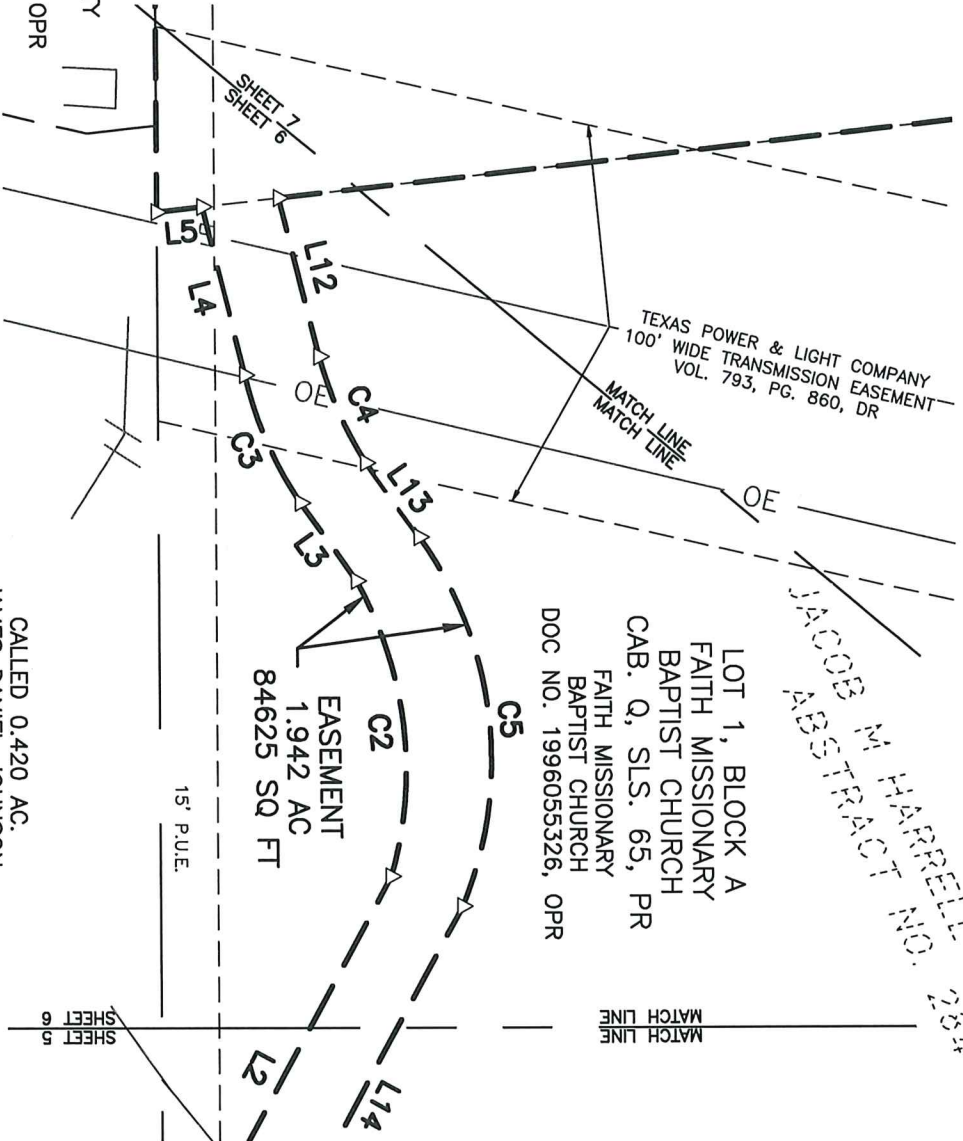 Y
OPR
SHEET 7
SHEET 6
L5
L4
L12
C4
OE
C3
L13
L3
TEXAS POWER & LIGHT COMPANY
100' WIDE TRANSMISSION EASEMENT
VOL. 793, PG. 860, DR
MATCH LINE
MATCH LINE
OE
JACOB M HARRELL
ABSTRACT NO. 284
LOT 1, BLOCK A
FAITH MISSIONARY
BAPTIST CHURCH
CAB. Q, SLS. 65, PR
FAITH MISSIONARY
BAPTIST CHURCH
DOC NO. 1996055326, OPR
C5
C2
EASEMENT
1.942 AC
84625 SQ FT
15' P.U.E.
CALLED 0.420 AC.
MATCH LINE
MATCH LINE
SHEET 6
SHEET 5
L2
L14